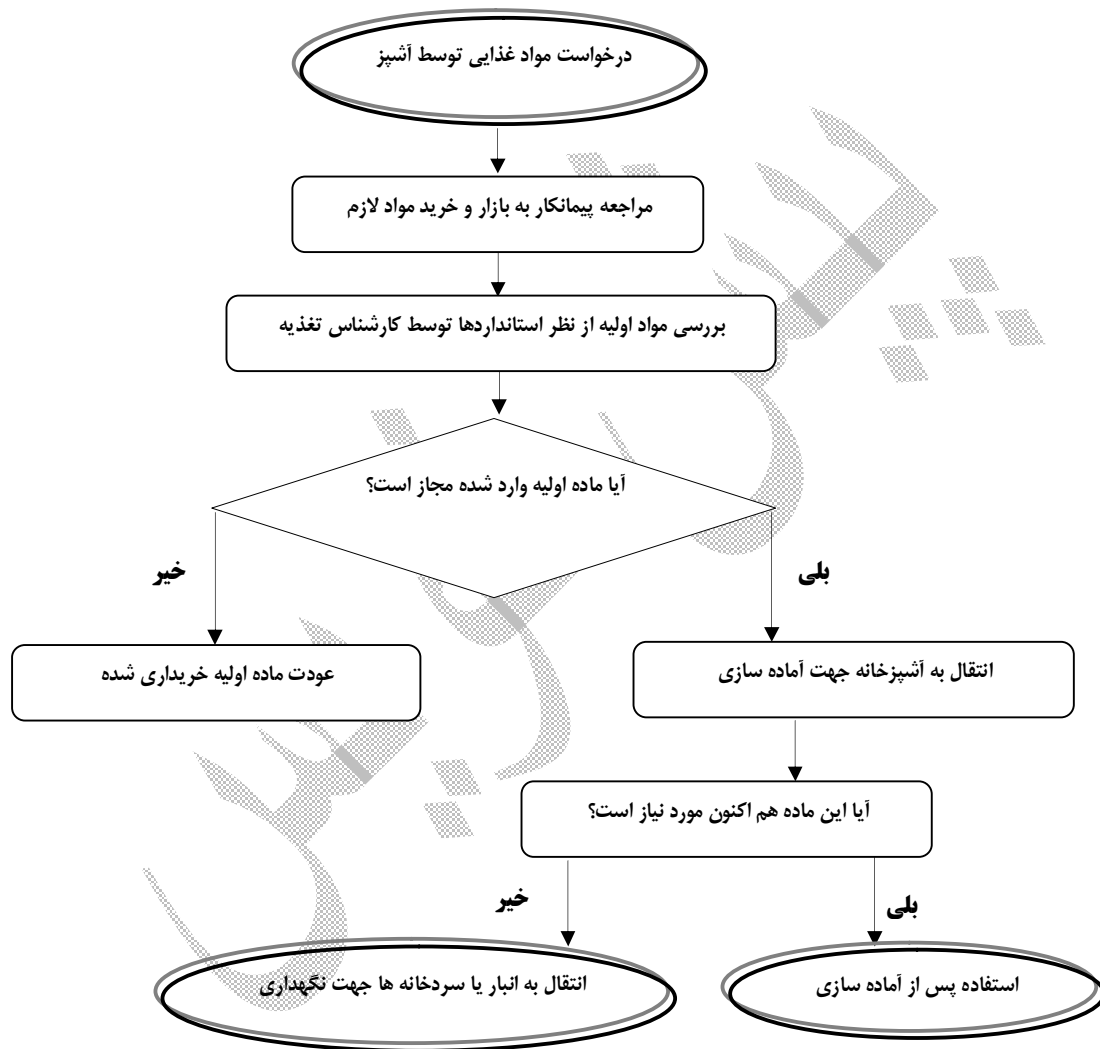 درخواست مواد غذایی توسط آشپز
مراجعه پیمانکار به بازار و خرید مواد لازم
بررسی مواد اولیه از نظر استانداردها توسط کارشناس تغذیه
آیا ماده اولیه وارد شده مجاز است؟
بلی
خیر
انتقال به آشپزخانه جهت آماده سازی
عودت ماده اولیه خریداری شده
آیا این ماده هم اکنون مورد نیاز است؟
بلی
خیر
استفاده پس از آماده سازی
انتقال به انبار یا سردخانه ها جهت نگهداری
پیش نویس